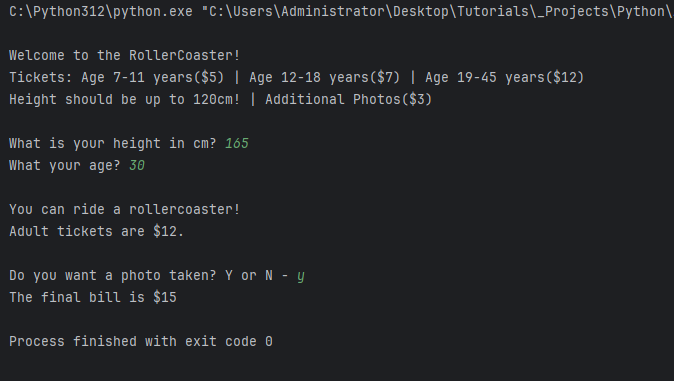 C:\Python312\python.exe "C:\Users\Administrator\Desktop\Tutorials\_Projects\Python\
Welcome to the RollerCoaster!
Tickets: Age 7-11 years($5) | Age 12-18 years($7) | Age 19-45 years($12)
Height should be up to 120cm! | Additional Photos($3)
What is your height in cm? 165
What your age? 30
You can ride a rollercoaster!
Adult tickets are $12.
Do you want a photo taken? Y or N - y
The final bill is $15
Process finished with exit code 0